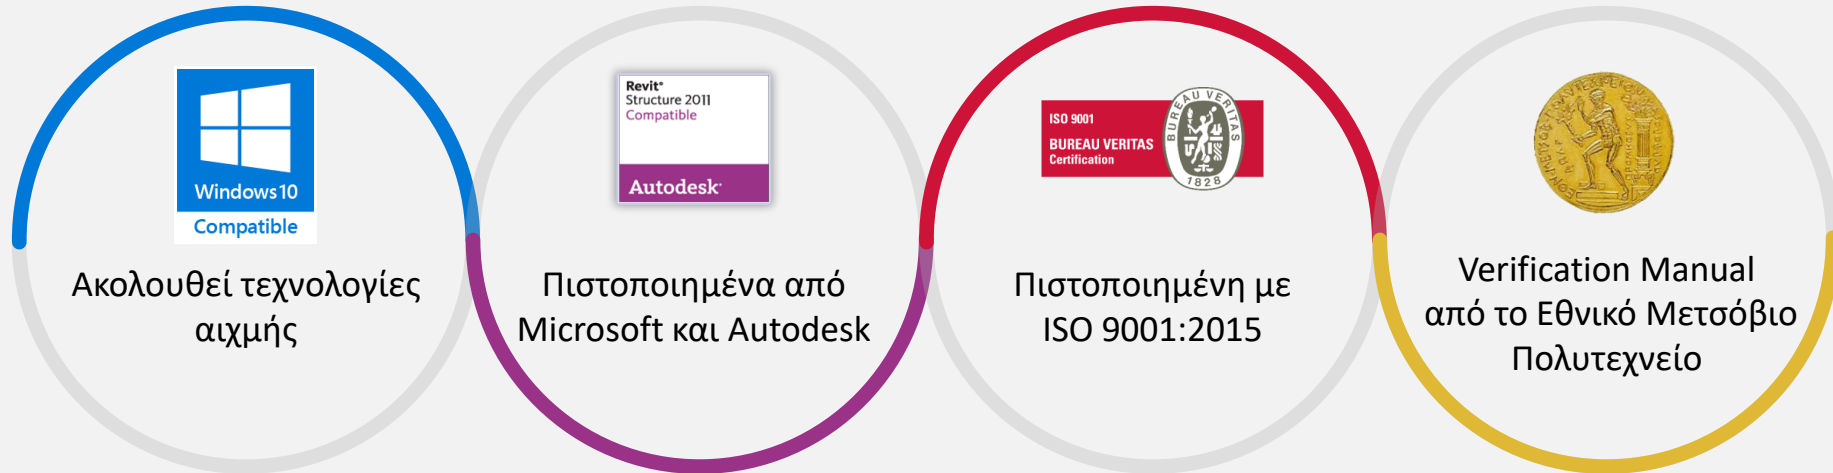 Windows 10
Compatible
Ακολουθεί τεχνολογίες
αιχμής
Revit®
Structure 2011
Compatible
Autodesk®
Πιστοποιημένα από
Microsoft και Autodesk
ISO 9001
BUREAU VERITAS
Certification
BUREAU VERITAS
1828
Πιστοποιημένη με
ISO 9001:2015
Verification Manual
από το Εθνικό Μετσόβιο
Πολυτεχνείο